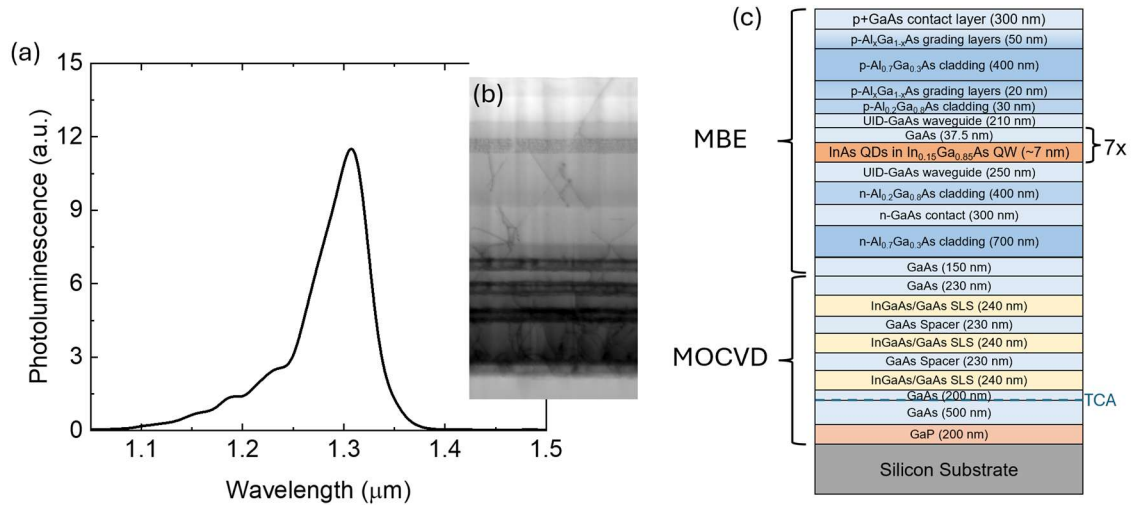 (a)
15
12
9
6
3
0
Photoluminescence (a.u.)
1.1
1.2
1.3
1.4
1.5
Wavelength (μm)
(b)
(c)
MBE
MOCVD
p+GaAs contact layer (300 nm)
p-AlxGa1-xAs grading layers (50 nm)
p-Al0.7Ga0.3As cladding (400 nm)
p-AlxGa1-xAs grading layers (20 nm)
p-Al0.2Ga0.8As cladding (30 nm)
UID-GaAs waveguide (210 nm)
GaAs (37.5 nm)
InAs QDs in In0.15Ga0.85As QW (~7 nm)
7x
UID-GaAs waveguide (250 nm)
n-Al0.2Ga0.8As cladding (400 nm)
n-GaAs contact (300 nm)
n-Al0.7Ga0.3As cladding (700 nm)
GaAs (150 nm)
GaAs (230 nm)
InGaAs/GaAs SLS (240 nm)
GaAs Spacer (230 nm)
InGaAs/GaAs SLS (240 nm)
GaAs Spacer (230 nm)
InGaAs/GaAs SLS (240 nm)
GaAs (200 nm)
TCA
GaAs (500 nm)
GaP (200 nm)
Silicon Substrate